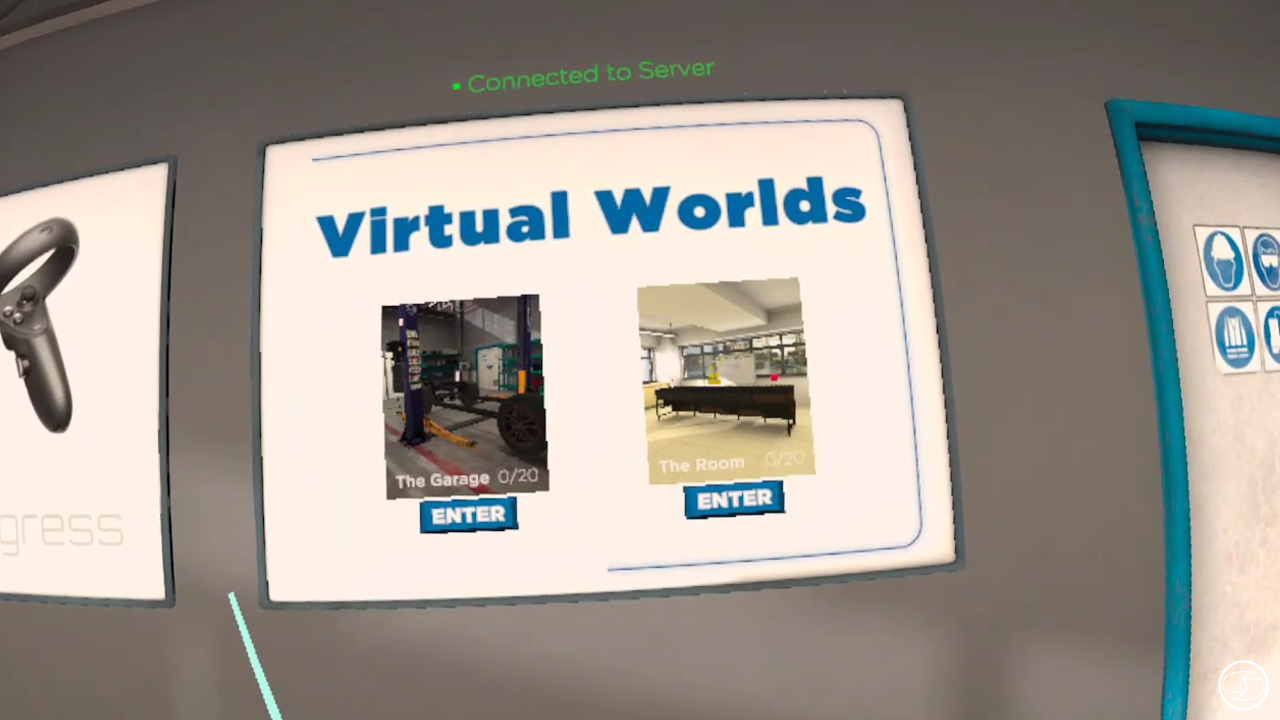 • Connected to Server
Virtual Worlds
The Garage 0/20
The Room 0/20
ENTER
ENTER
gress